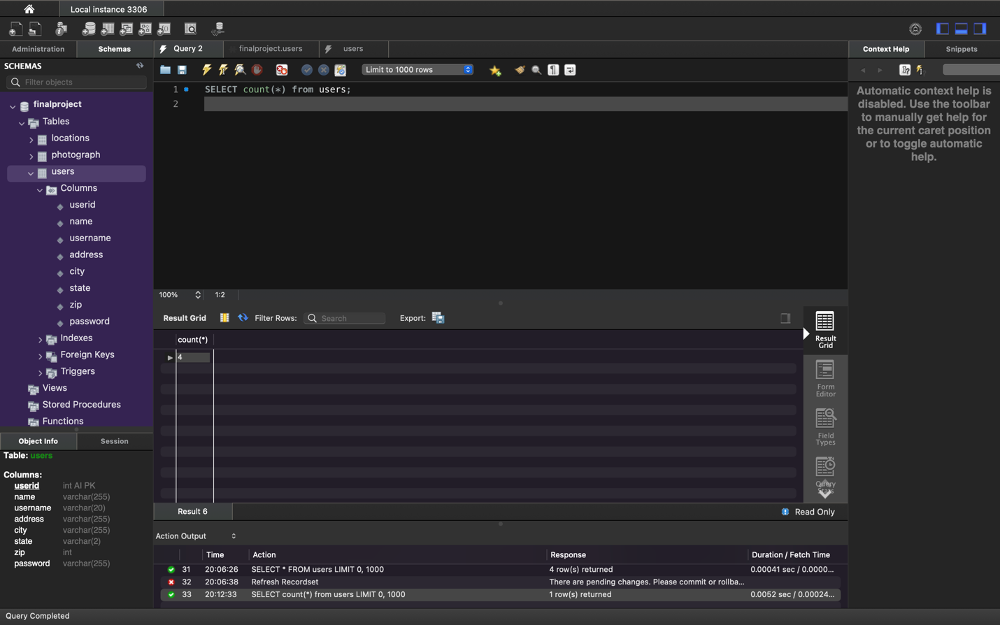 Local instance 3306
Administration
Schemas
Query 2
finalproject.users
users
Context Help
Snippets
SCHEMAS
Filter objects
Limit to 1000 rows
1 SELECT count(*) from users;
2
Automatic context help is
disabled. Use the toolbar
to manually get help for
the current caret position
or to toggle automatic
help.
finalproject
Tables
locations
photograph
users
Columns
userid
name
username
address
city
state
zip
password
Indexes
Foreign Keys
Triggers
Views
Stored Procedures
Functions
100%
1:2
Result Grid
Filter Rows:
Search
Export:
count(*)
4
Result
Grid
Form
Editor
Field
Types
Query
Stats
Result 6
Read Only
Object Info
Session
Table: users
Columns:
userid int AI PK
name varchar(255)
username varchar(20)
address varchar(255)
city varchar(255)
state varchar(2)
zip int
password varchar(255)
Action Output
Time Action Response Duration / Fetch Time
31 20:06:26 SELECT * FROM users LIMIT 0, 1000 4 row(s) returned 0.00041 sec / 0.0000...
32 20:06:38 Refresh Recordset There are pending changes. Please commit or rollba...
33 20:12:33 SELECT count(*) from users LIMIT 0, 1000 1 row(s) returned 0.0052 sec / 0.00024...
Query Completed